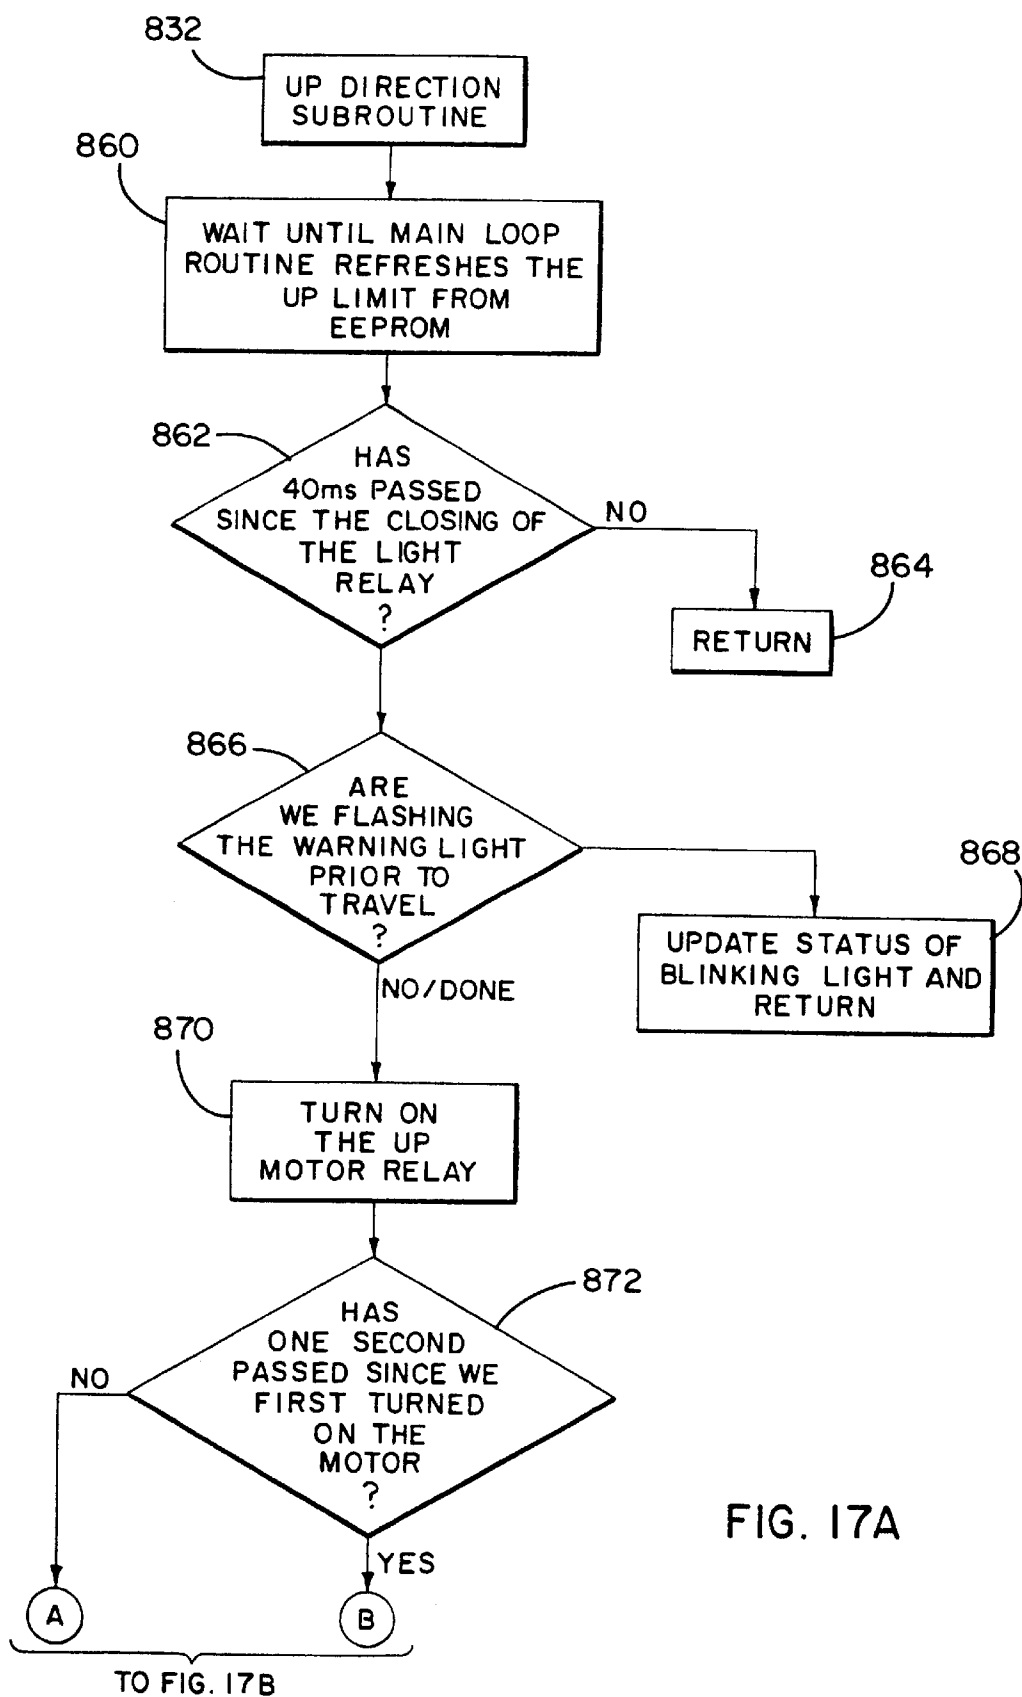 832
UP DIRECTION
SUBROUTINE
860
WAIT UNTIL MAIN LOOP
ROUTINE REFRESHES THE
UP LIMIT FROM
EEPROM
862
HAS
40ms PASSED
SINCE THE CLOSING OF
THE LIGHT
RELAY
?
NO
864
RETURN
866
ARE
WE FLASHING
THE WARNING LIGHT
PRIOR TO
TRAVEL
?
868
UPDATE STATUS OF
BLINKING LIGHT AND
RETURN
NO/DONE
870
TURN ON
THE UP
MOTOR RELAY
872
HAS
ONE SECOND
PASSED SINCE WE
FIRST TURNED
ON THE
MOTOR
?
NO
YES
A
B
TO FIG. 17B
FIG. 17A